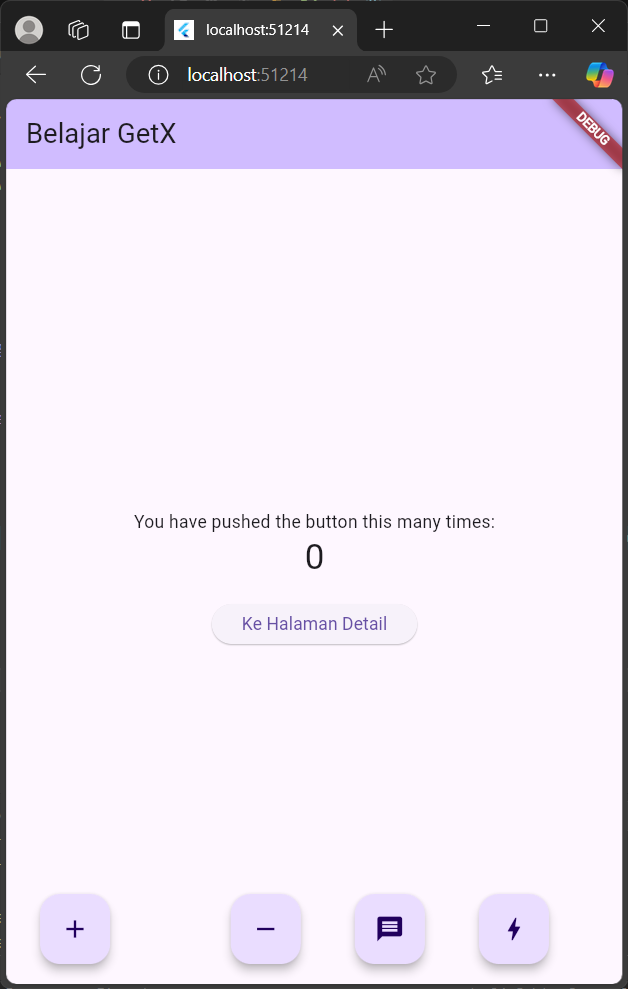 localhost:51214
localhost:51214
Belajar GetX
DEBUG
You have pushed the button this many times:
0
Ke Halaman Detail